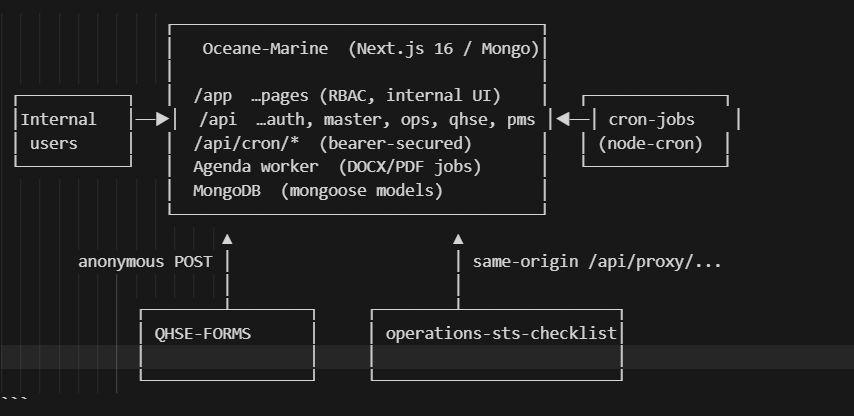 Oceane-Marine (Next.js 16 / Mongo)
/app …pages (RBAC, internal UI)
Internal users
/api …auth, master, ops, qhse, pms
cron-jobs (node-cron)
/api/cron/* (bearer-secured)
Agenda worker (DOCX/PDF jobs)
MongoDB (mongoose models)
anonymous POST
same-origin /api/proxy/...
QHSE-FORMS
operations-sts-checklist
```